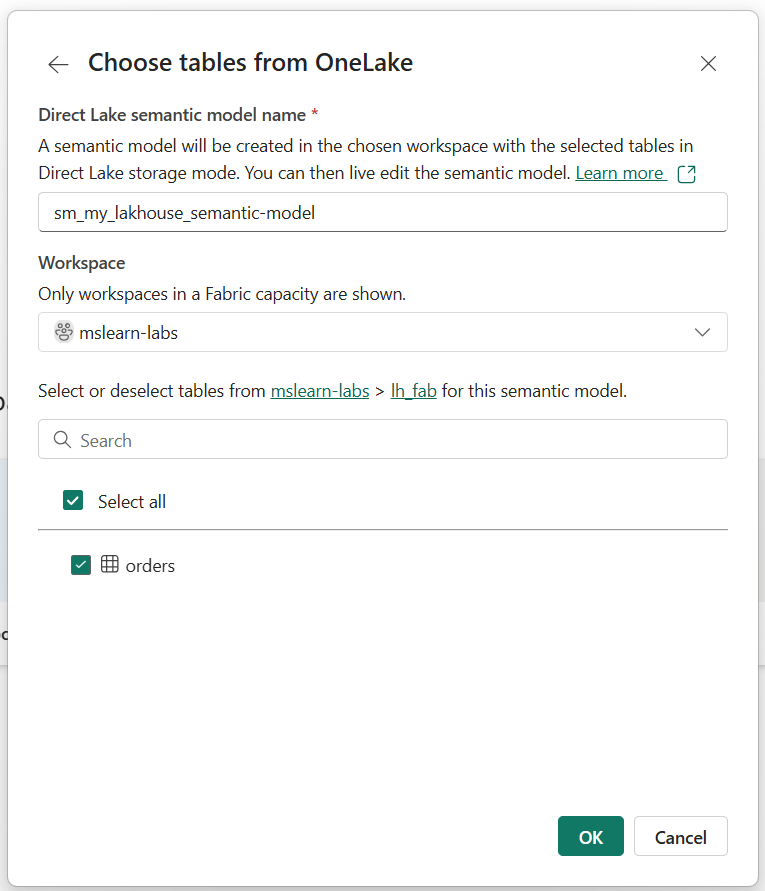 Choose tables from OneLake
Direct Lake semantic model name *
A semantic model will be created in the chosen workspace with the selected tables in
Direct Lake storage mode. You can then live edit the semantic model. Learn more
sm_my_lakhouse_semantic-model
Workspace
Only workspaces in a Fabric capacity are shown.
mslearn-labs
Select or deselect tables from mslearn-labs > lh_fab for this semantic model.
Search
Select all
orders
OK Cancel